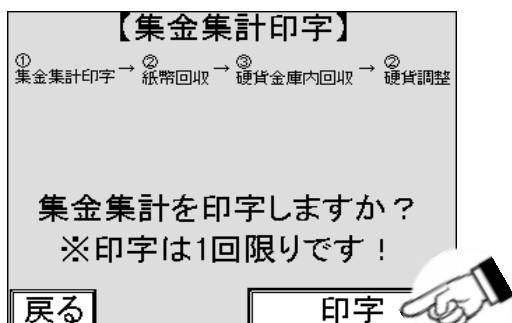 【集金集計印字】
① ② ③ ②
集金集計印字→紙幣回収→硬貨金庫内回収→硬貨調整
集金集計を印字しますか？
※印字は1回限りです！
戻る 印字